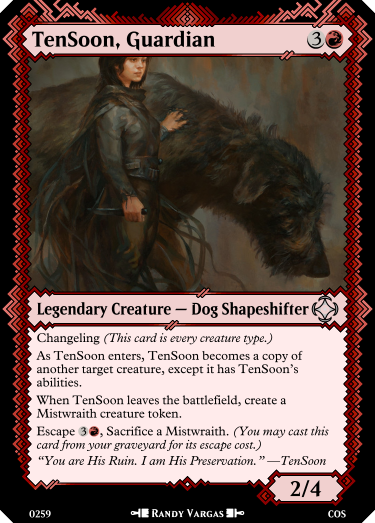 TenSoon, Guardian 3
Legendary Creature — Dog Shapeshifter
Changeling (This card is every creature type.)
As TenSoon enters, TenSoon becomes a copy of
another target creature, except it has TenSoon's
abilities.
When TenSoon leaves the battlefield, create a
Mistwraith creature token.
Escape 3, Sacrifice a Mistwraith. (You may cast this
card from your graveyard for its escape cost.)
"You are His Ruin. I am His Preservation." —TenSoon
2/4
0259 Randy Vargas COS